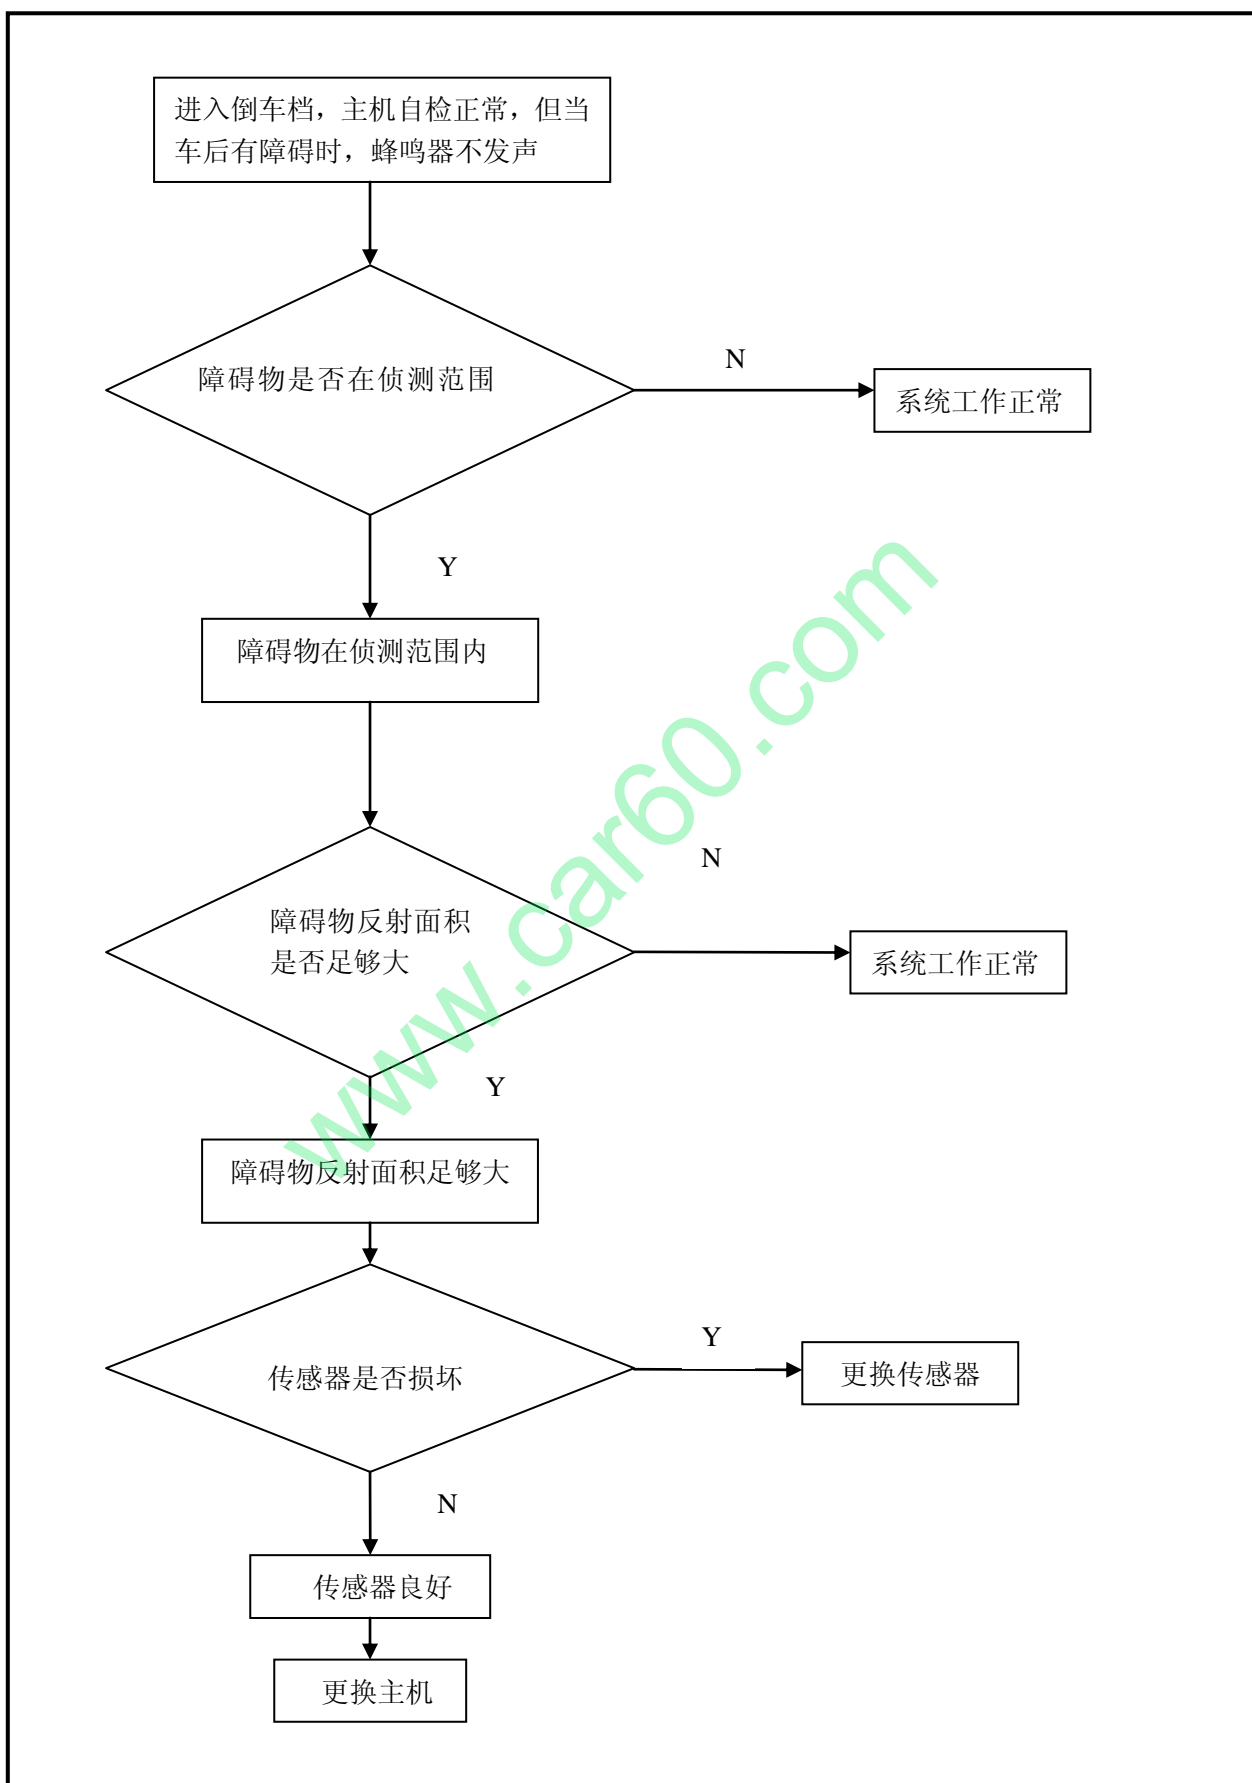 进入倒车档，主机自检正常，但当
车后有障碍时，蜂鸣器不发声
障碍物是否在侦测范围
N
系统工作正常
Y
障碍物在侦测范围内
障碍物反射面积
是否足够大
N
系统工作正常
Y
障碍物反射面积足够大
传感器是否损坏
Y
更换传感器
N
传感器良好
更换主机
www.car60.com